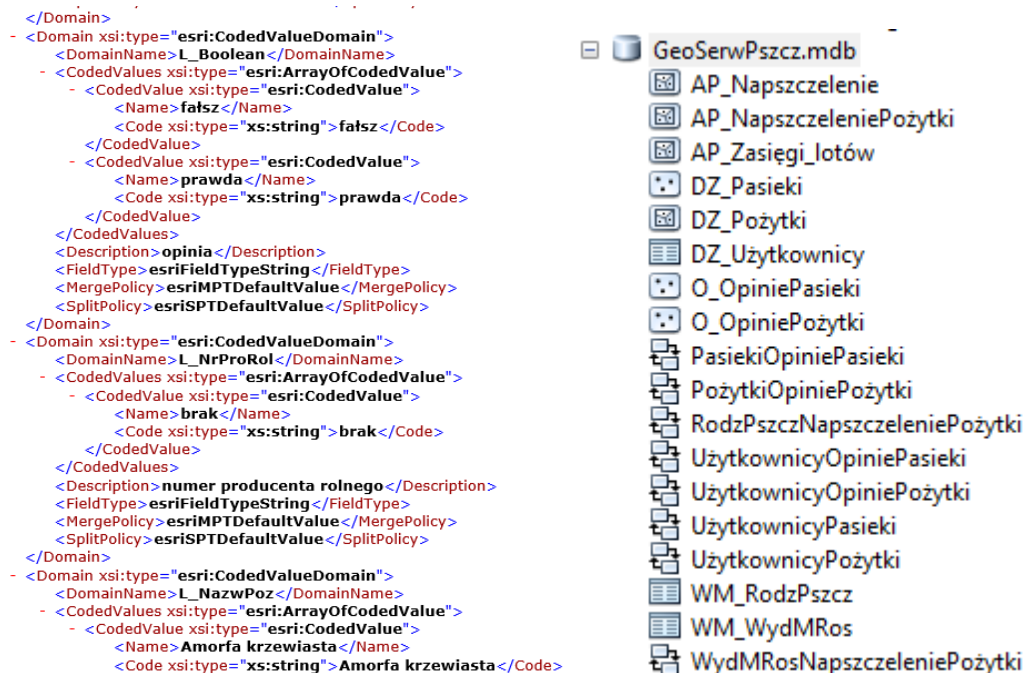 </Domain>
- <Domain xsi:type="esri:CodedValueDomain">
<DomainName>L_Boolean</DomainName>
- <CodedValues xsi:type="esri:ArrayOfCodedValue">
- <CodedValue xsi:type="esri:CodedValue">
<Name>fałsz</Name>
<Code xsi:type="xs:string">fałsz</Code>
</CodedValue>
- <CodedValue xsi:type="esri:CodedValue">
<Name>prawda</Name>
<Code xsi:type="xs:string">prawda</Code>
</CodedValue>
</CodedValues>
<Description>opinia</Description>
<FieldType>esriFieldTypeString</FieldType>
<MergePolicy>esriMPTDefaultValue</MergePolicy>
<SplitPolicy>esriSPTDefaultValue</SplitPolicy>
</Domain>
- <Domain xsi:type="esri:CodedValueDomain">
<DomainName>L_NrProRol</DomainName>
- <CodedValues xsi:type="esri:ArrayOfCodedValue">
- <CodedValue xsi:type="esri:CodedValue">
<Name>brak</Name>
<Code xsi:type="xs:string">brak</Code>
</CodedValue>
</CodedValues>
<Description>numer producenta rolnego</Description>
<FieldType>esriFieldTypeString</FieldType>
<MergePolicy>esriMPTDefaultValue</MergePolicy>
<SplitPolicy>esriSPTDefaultValue</SplitPolicy>
</Domain>
- <Domain xsi:type="esri:CodedValueDomain">
<DomainName>L_NazwPoz</DomainName>
- <CodedValues xsi:type="esri:ArrayOfCodedValue">
- <CodedValue xsi:type="esri:CodedValue">
<Name>Amorfa krzewiasta</Name>
<Code xsi:type="xs:string">Amorfa krzewiasta</Code>
GeoSerwPszcz.mdb
AP_Napszczelenie
AP_NapszczeleniePożytki
AP_Zasięgi_lotów
DZ_Pasieki
DZ_Pożytki
DZ_Użytkownicy
O_OpiniePasieki
O_OpiniePożytki
PasiekiOpiniePasieki
PożytkiOpiniePożytki
RodzPszczNapszczeleniePożytki
UżytkownicyOpiniePasieki
UżytkownicyOpiniePożytki
UżytkownicyPasieki
UżytkownicyPożytki
WM_RodzPszcz
WM_WydMRos
WydMRosNapszczeleniePożytki